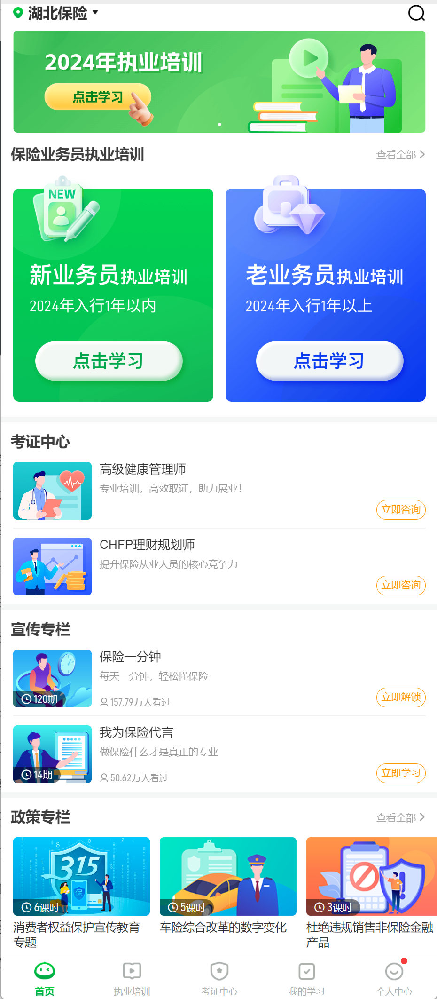 湖北保险
2024年执业培训
点击学习
保险业务员执业培训
查看全部
NEW
新业务员执业培训
2024年入行1年以内
点击学习
老业务员执业培训
2024年入行1年以上
点击学习
考证中心
高级健康管理师
专业培训，高效取证，助力展业！
立即咨询
CHFP理财规划师
提升保险从业人员的核心竞争力
立即咨询
宣传专栏
保险一分钟
每天一分钟，轻松懂保险
120期
157.79万人看过
立即解锁
我为保险代言
做保险什么才是真正的专业
14期
50.62万人看过
立即学习
政策专栏
查看全部
315
保
6课时
5课时
3课时
消费者权益保护宣传教育
专题
车险综合改革的数字变化
杜绝违规销售非保险金融
产品
首页
执业培训
考证中心
我的学习
个人中心